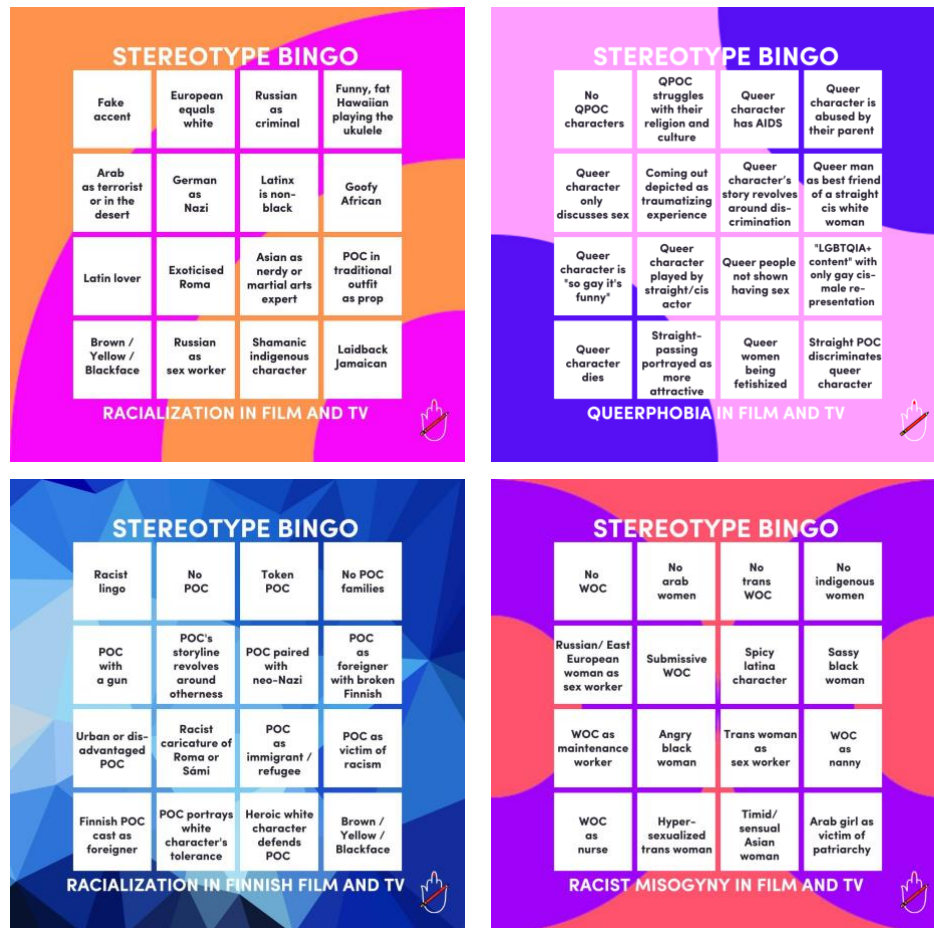 STEREOTYPE BINGO
Fake
accent
European
equals
white
Russian
as
criminal
Funny, fat
Hawaiian
playing the
ukulele
Arab
as terrorist
or in the
desert
German
as
Nazi
Latinx
is non-
black
Goofy
African
Latin lover
Exoticised
Roma
Asian as
nerdy or
martial arts
expert
POC in
traditional
outfit
as prop
Brown /
Yellow /
Blackface
Russian
as
sex worker
Shamanic
indigenous
character
Laidback
Jamaican
RACIALIZATION IN FILM AND TV
STEREOTYPE BINGO
No
QPOC
characters
QPOC
struggles
with their
religion and
culture
Queer
character
has AIDS
Queer
character is
abused by
their parent
Queer
character
only
discusses sex
Coming out
depicted as
traumatizing
experience
Queer
character's
story revolves
around dis-
crimination
Queer man
as best friend
of a straight
cis white
woman
Queer
character is
"so gay it's
funny"
Queer
character
played by
straight/cis
actor
Queer people
not shown
having sex
"LGBTQIA+
content" with
only gay cis-
male re-
presentation
Queer
character
dies
Straight-
passing
portrayed as
more
attractive
Queer
women
being
fetishized
Straight POC
discriminates
queer
character
QUEERPHOBIA IN FILM AND TV
STEREOTYPE BINGO
Racist
lingo
No
POC
Token
POC
No POC
families
POC
with
a gun
POC's
storyline
revolves
around
otherness
POC paired
with
neo-Nazi
POC
as
foreigner
with broken
Finnish
Urban or dis-
advantaged
POC
Racist
caricature of
Roma or
Sámi
POC
as
immigrant /
refugee
POC as
victim of
racism
Finnish POC
cast as
foreigner
POC portrays
white
character's
tolerance
Heroic white
character
defends
POC
Brown /
Yellow /
Blackface
RACIALIZATION IN FINNISH FILM AND TV
STEREOTYPE BINGO
No
WOC
No
arab
women
No
trans
WOC
No
indigenous
women
Russian/ East
European
woman as
sex worker
Submissive
WOC
Spicy
latina
character
Sassy
black
woman
WOC as
maintenance
worker
Angry
black
woman
Trans woman
as
sex worker
WOC
as
nanny
WOC
as
nurse
Hyper-
sexualized
trans woman
Timid/
sensual
Asian
woman
Arab girl as
victim of
patriarchy
RACIST MISOGYNY IN FILM AND TV